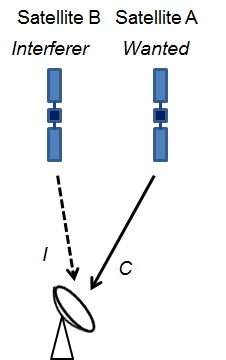 Satellite B Satellite A
Interferer Wanted
I
C